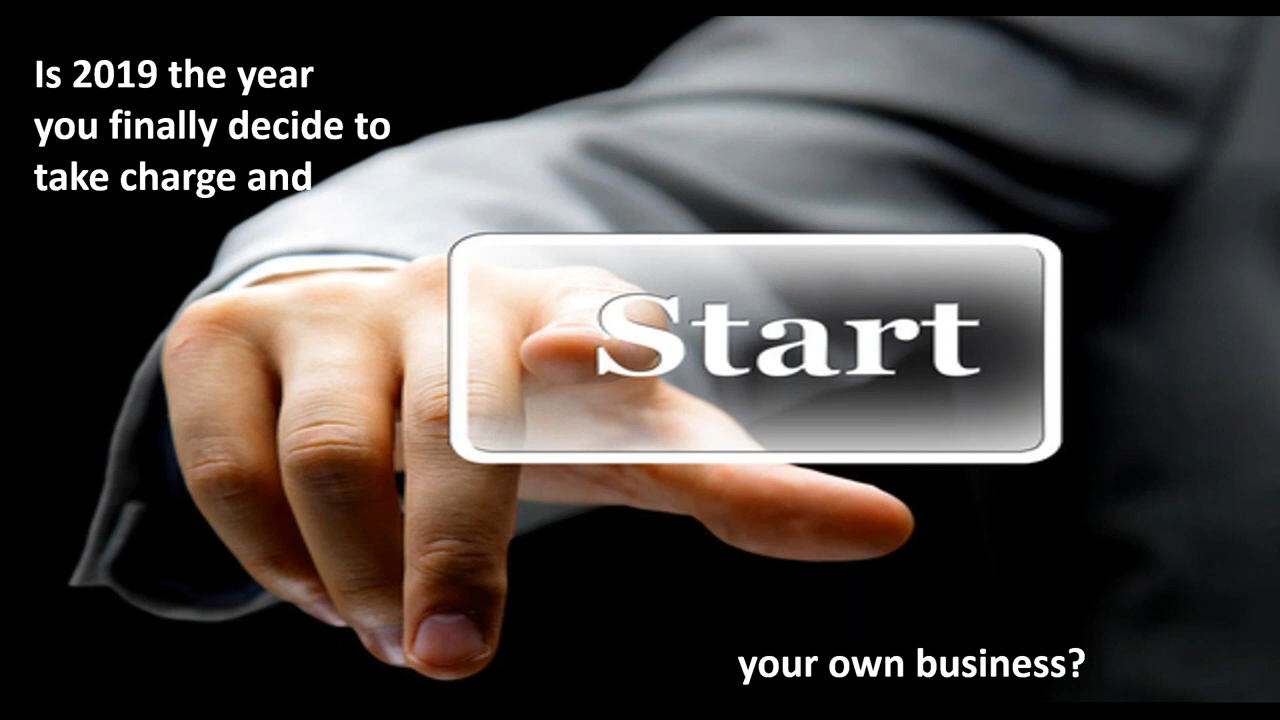 Is 2019 the year
you finally decide to
take charge and
Start
your own business?